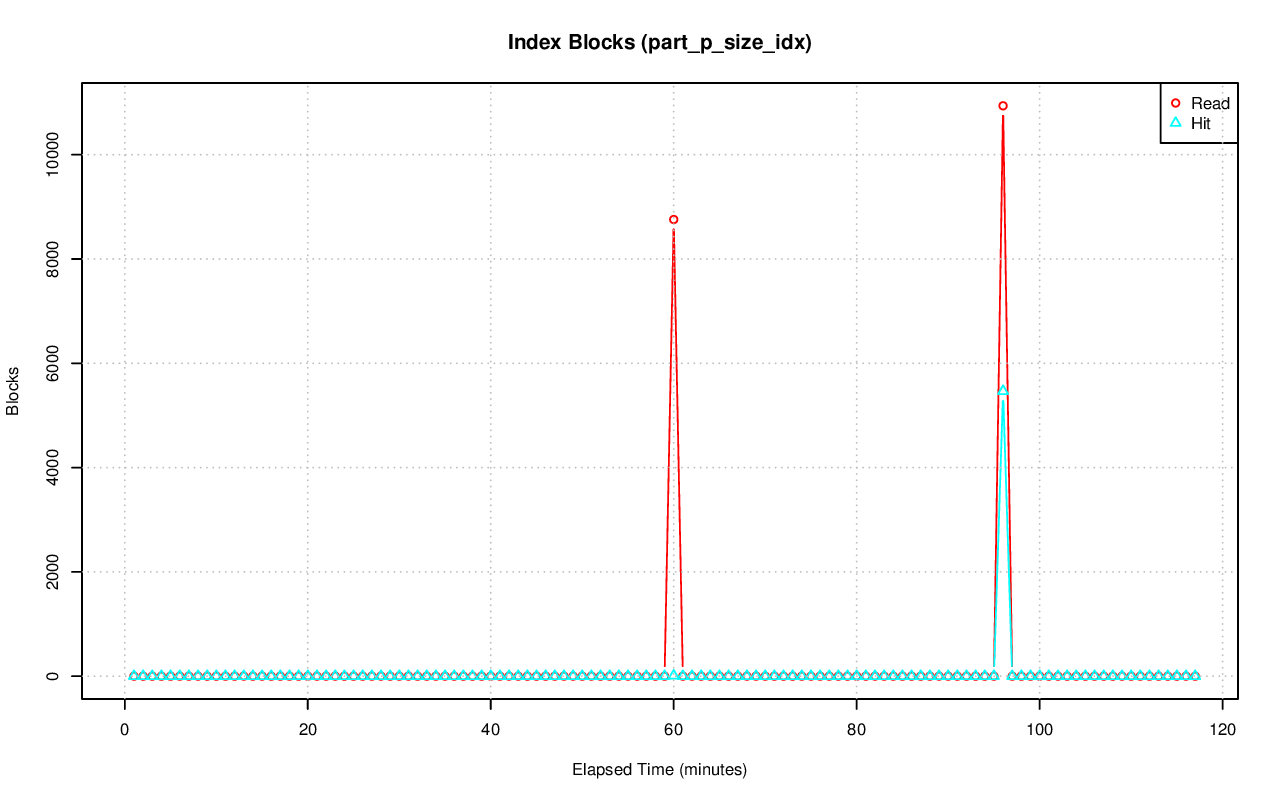 Index Blocks (part_p_size_idx)
Read
Hit
10000
8000
6000
4000
2000
0
Blocks
0 20 40 60 80 100 120
Elapsed Time (minutes)